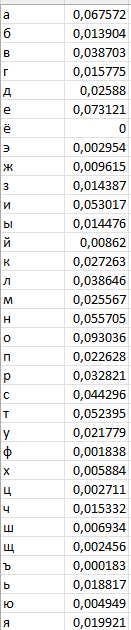 а 0,067572
б 0,013904
в 0,038703
г 0,015775
д 0,02588
е 0,073121
ё 0
э 0,002954
ж 0,009615
з 0,014387
и 0,053017
ы 0,014476
й 0,00862
к 0,027263
л 0,038646
м 0,025567
н 0,055705
о 0,093036
п 0,022628
р 0,032821
с 0,044296
т 0,052395
у 0,021779
ф 0,001838
х 0,005884
ц 0,002711
ч 0,015332
ш 0,006934
щ 0,002456
ъ 0,000183
ь 0,018817
ю 0,004949
я 0,019921